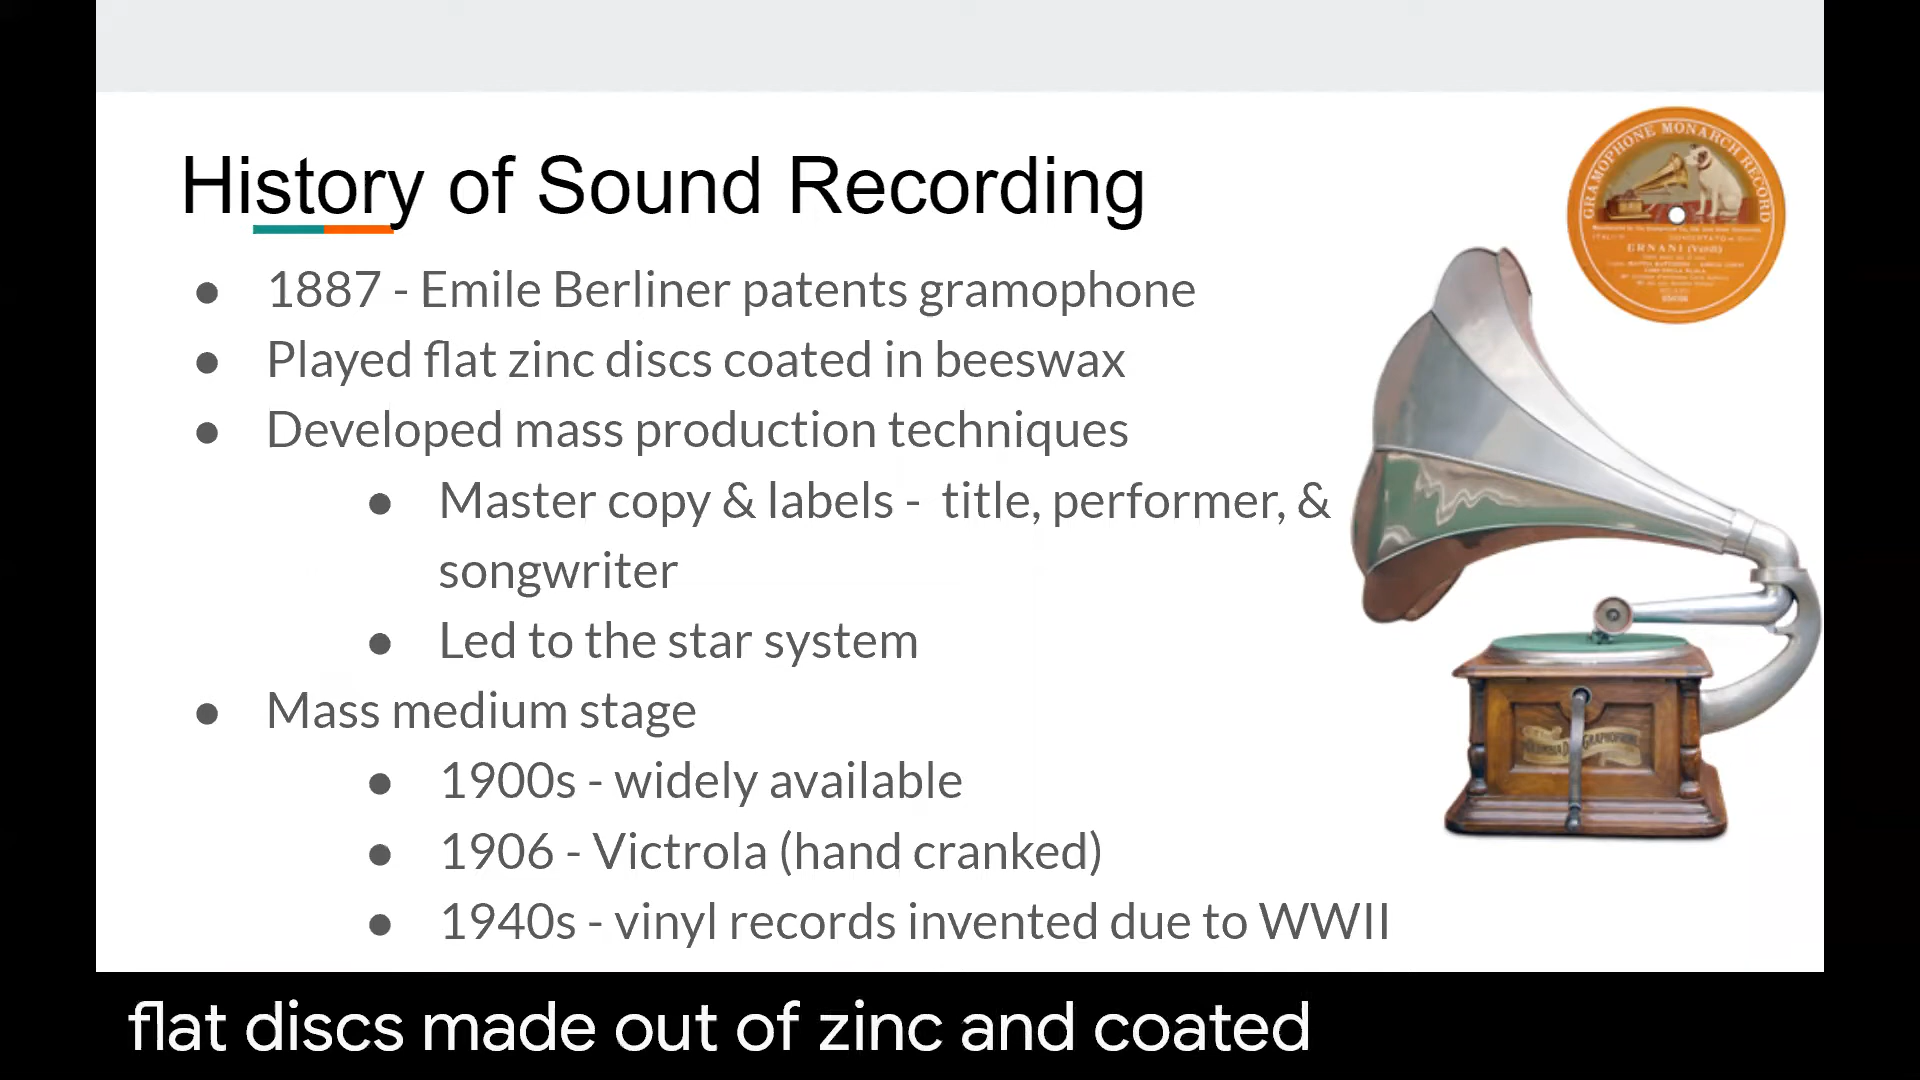 History of Sound Recording
GRAMOPHONE MONARCH RECORD
ERNANI (Verdi)
● 1887 - Emile Berliner patents gramophone
● Played flat zinc discs coated in beeswax
● Developed mass production techniques
● Master copy & labels - title, performer, &
songwriter
● Led to the star system
● Mass medium stage
● 1900s - widely available
● 1906 - Victrola (hand cranked)
● 1940s - vinyl records invented due to WWII
flat discs made out of zinc and coated